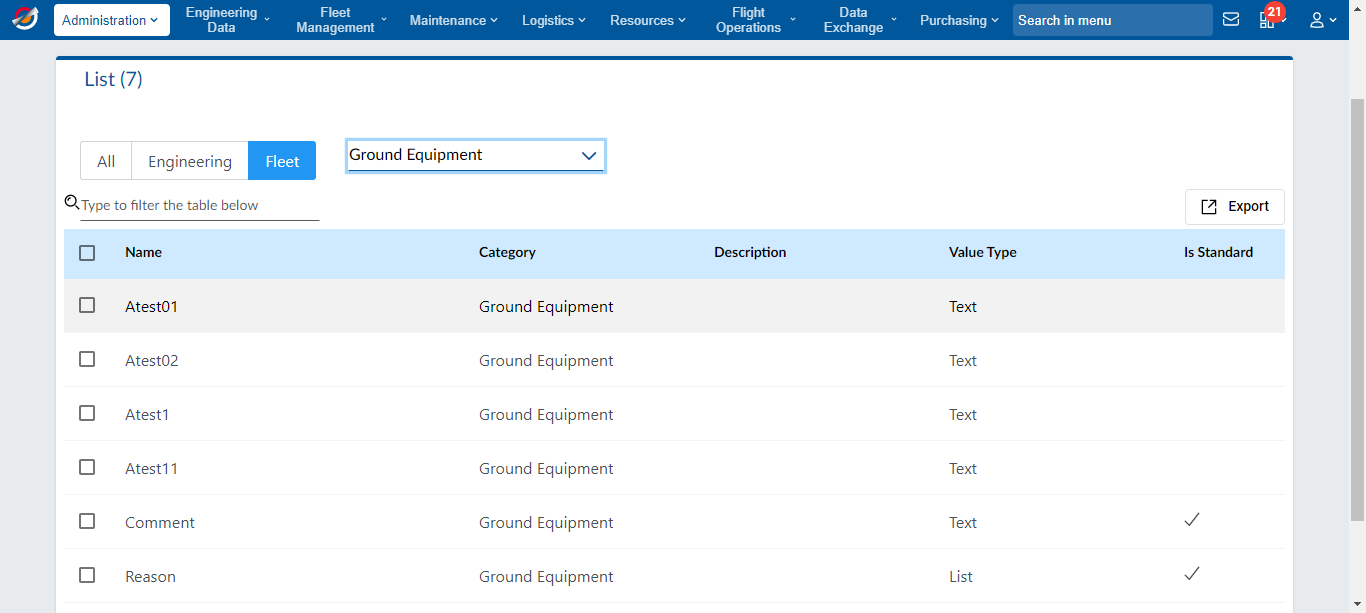 Administration
Engineering Data
Fleet Management
Maintenance
Logistics
Resources
Flight Operations
Data Exchange
Purchasing
Search in menu
21
List (7)
All Engineering Fleet
Ground Equipment
Type to filter the table below
Export
Name Category Description Value Type Is Standard
Atest01 Ground Equipment Text
Atest02 Ground Equipment Text
Atest1 Ground Equipment Text
Atest11 Ground Equipment Text
Comment Ground Equipment Text
Reason Ground Equipment List